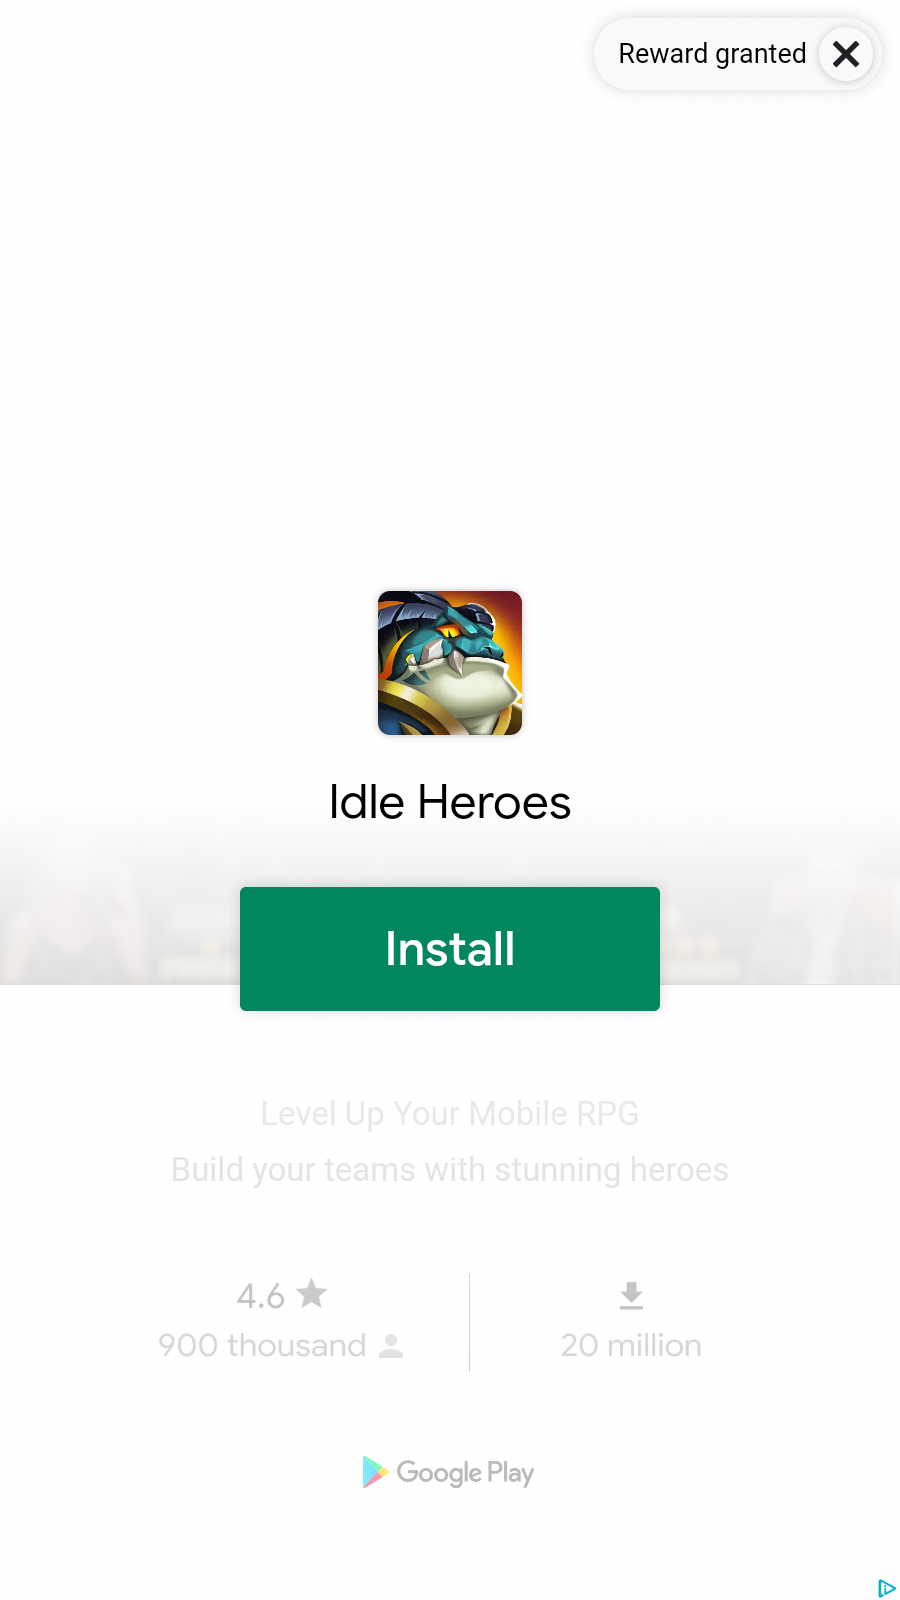 Reward granted
Idle Heroes
Install
Level Up Your Mobile RPG
Build your teams with stunning heroes
4.6
900 thousand
20 million
Google Play